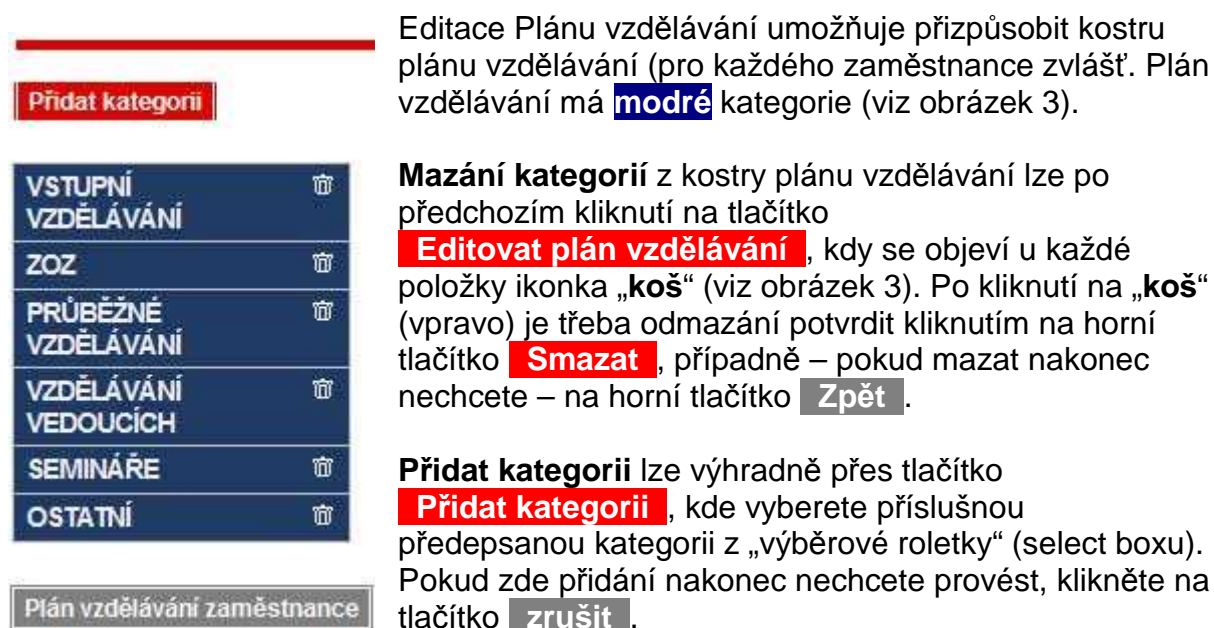 Přidat kategorii
VSTUPNÍ
VZDĚLÁVÁNÍ
ZOZ
PRŮBĚŽNÉ
VZDĚLÁVÁNÍ
VZDĚLÁVÁNÍ
VEDOUCÍCH
SEMINÁŘE
OSTATNÍ
Plán vzdělávání zaměstnance
Editace Plánu vzdělávání umožňuje přizpůsobit kostru
plánu vzdělávání (pro každého zaměstnance zvlášť. Plán
vzdělávání má modré kategorie (viz obrázek 3).
Mazání kategorií z kostry plánu vzdělávání lze po
předchozím kliknutí na tlačítko
Editovat plán vzdělávání , kdy se objeví u každé
položky ikonka „koš“ (viz obrázek 3). Po kliknutí na „koš“
(vpravo) je třeba odmazání potvrdit kliknutím na horní
tlačítko Smazat , případně – pokud mazat nakonec
nechcete – na horní tlačítko Zpět .
Přidat kategorii lze výhradně přes tlačítko
Přidat kategorii , kde vyberete příslušnou
předepsanou kategorii z „výběrové roletky“ (select boxu).
Pokud zde přidání nakonec nechcete provést, klikněte na
tlačítko zrušit .